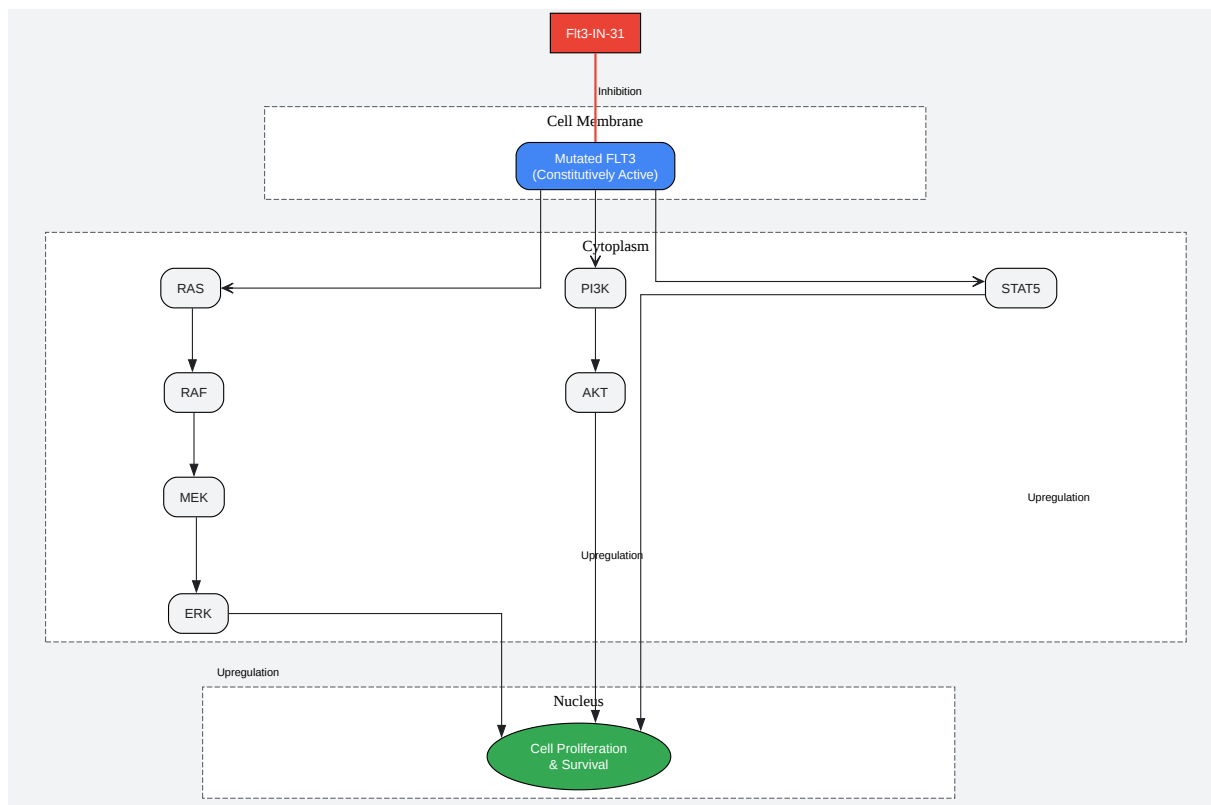 Flt3-IN-31
Inhibition
Cell Membrane
Mutated FLT3
(Constitutively Active)
Cytoplasm
RAS
PI3K
STAT5
RAF
AKT
MEK
Upregulation
Upregulation
ERK
Upregulation
Nucleus
Cell Proliferation
& Survival